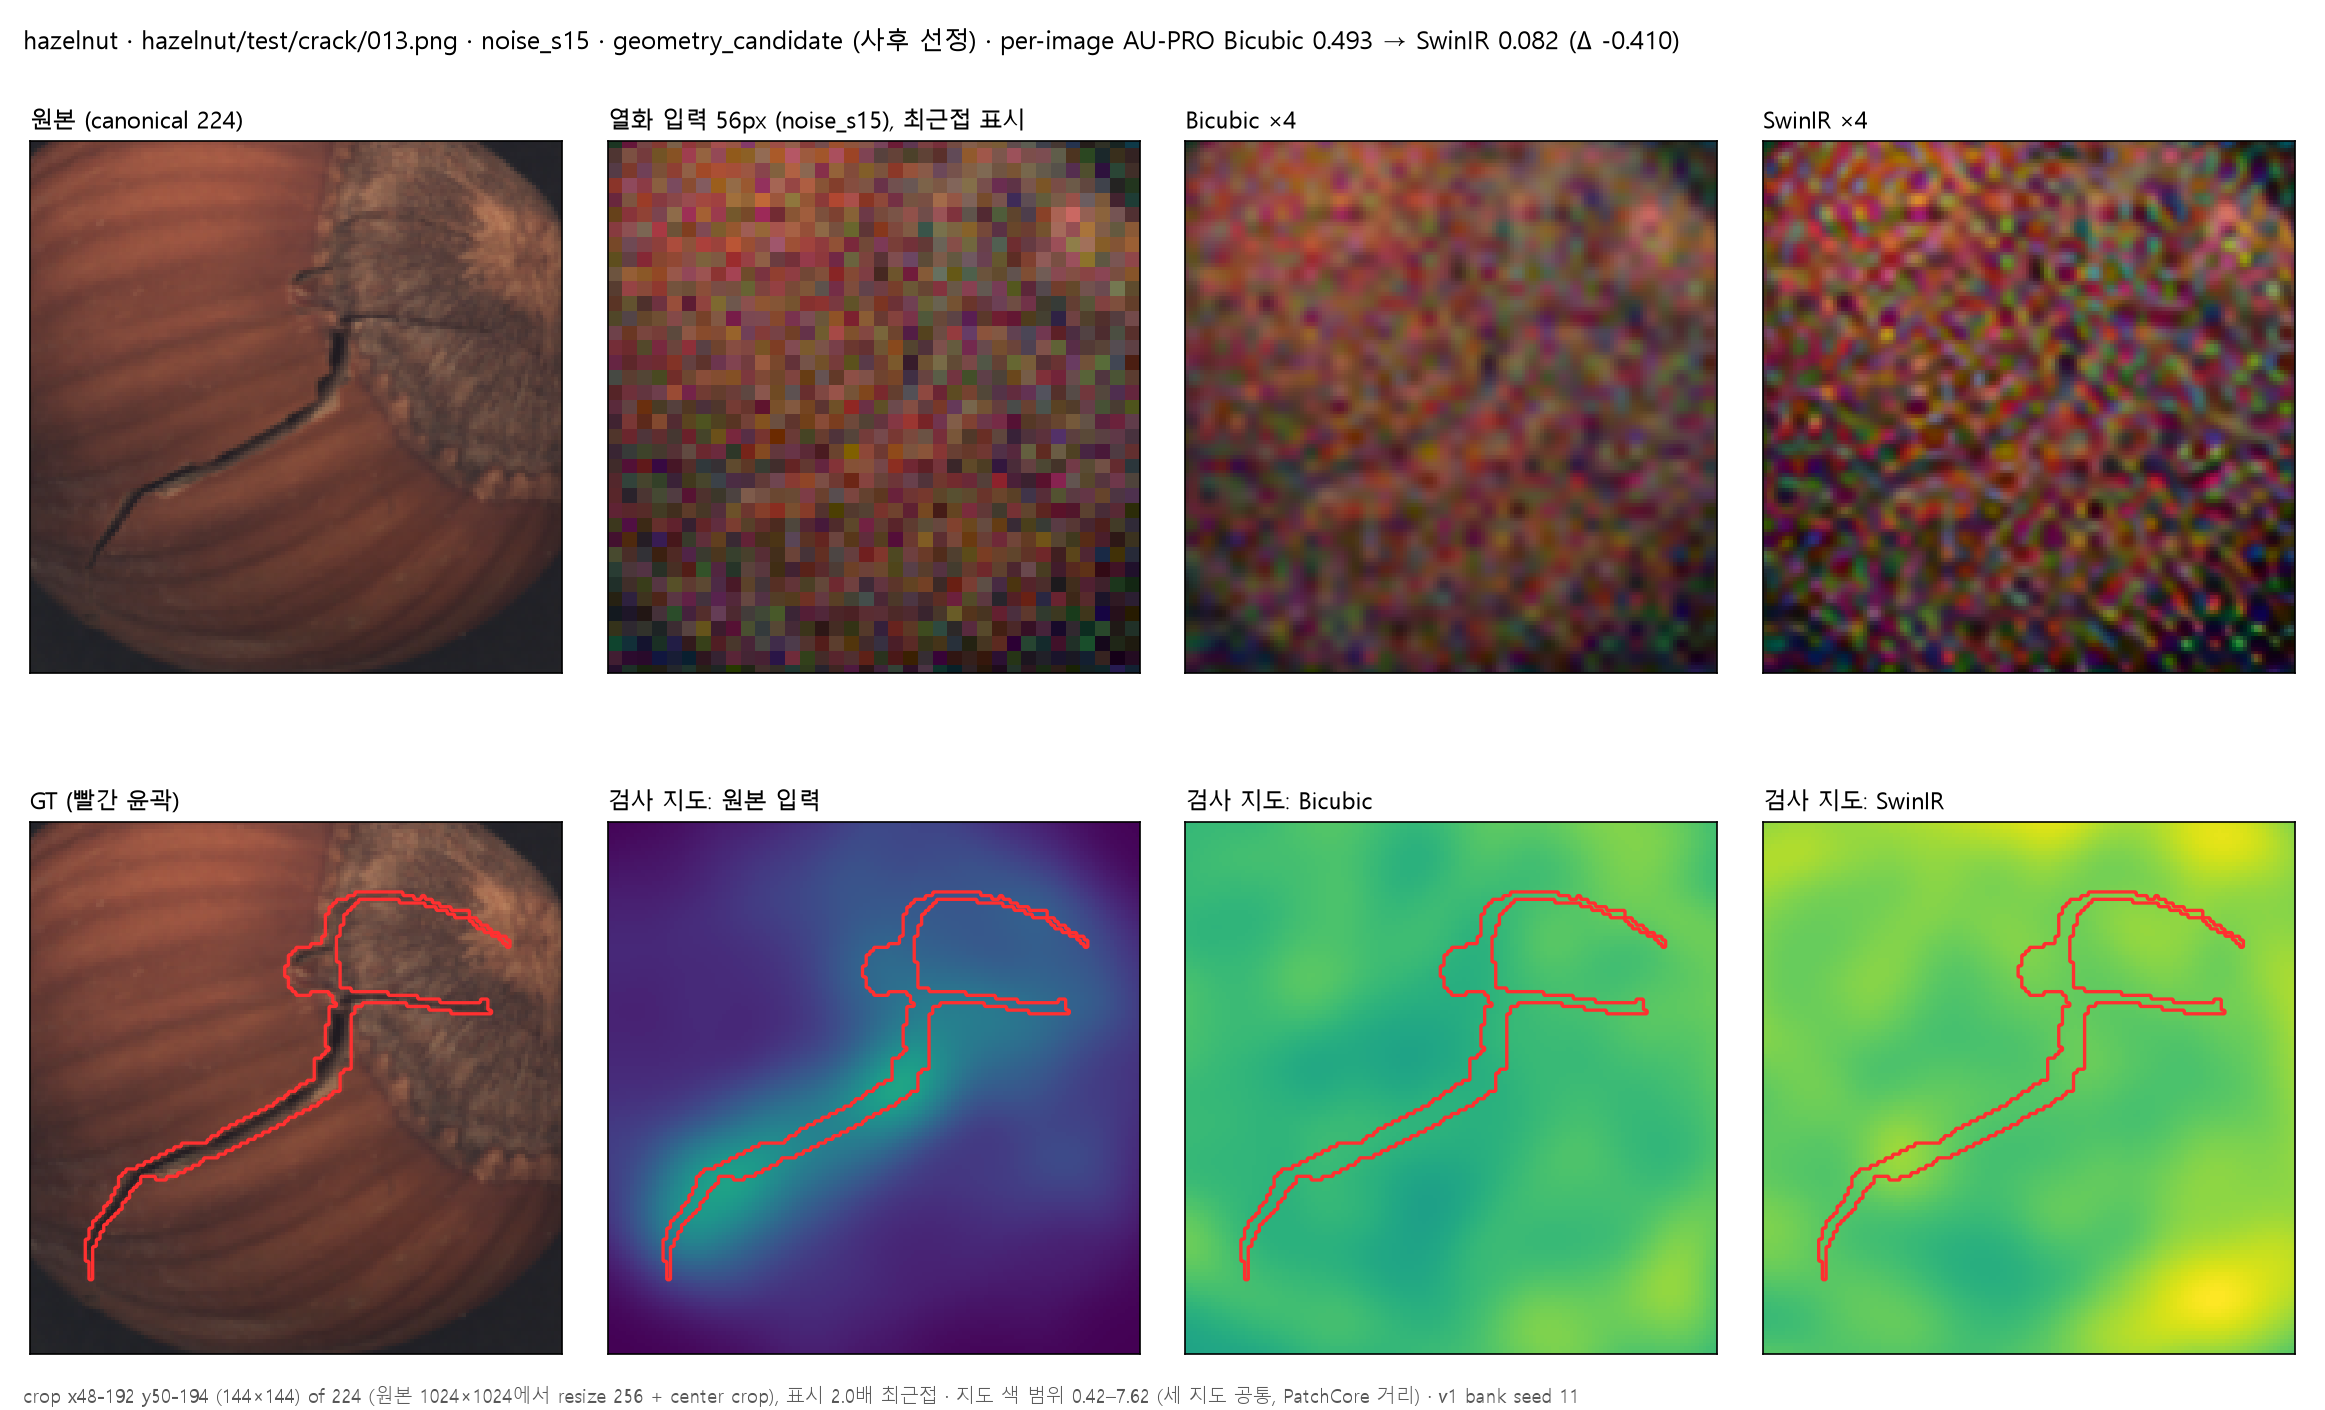 hazelnut · hazelnut/test/crack/013.png · noise_s15 · geometry_candidate (사후 선정) · per-image AU-PRO Bicubic 0.493 → SwinIR 0.082 (Δ -0.410)
원본 (canonical 224)
열화 입력 56px (noise_s15), 최근접 표시
Bicubic ×4
SwinIR ×4
GT (빨간 윤곽)
검사 지도: 원본 입력
검사 지도: Bicubic
검사 지도: SwinIR
crop x48-192 y50-194 (144×144) of 224 (원본 1024×1024에서 resize 256 + center crop), 표시 2.0배 최근접 · 지도 색 범위 0.42–7.62 (세 지도 공통, PatchCore 거리) · v1 bank seed 11